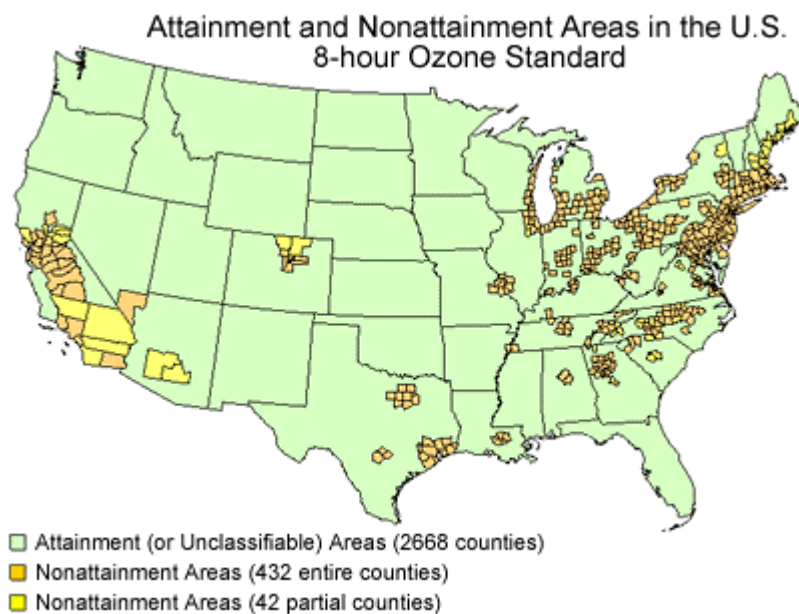 Attainment and Nonattainment Areas in the U.S.
8-hour Ozone Standard
Attainment (or Unclassifiable) Areas (2668 counties)
Nonattainment Areas (432 entire counties)
Nonattainment Areas (42 partial counties)